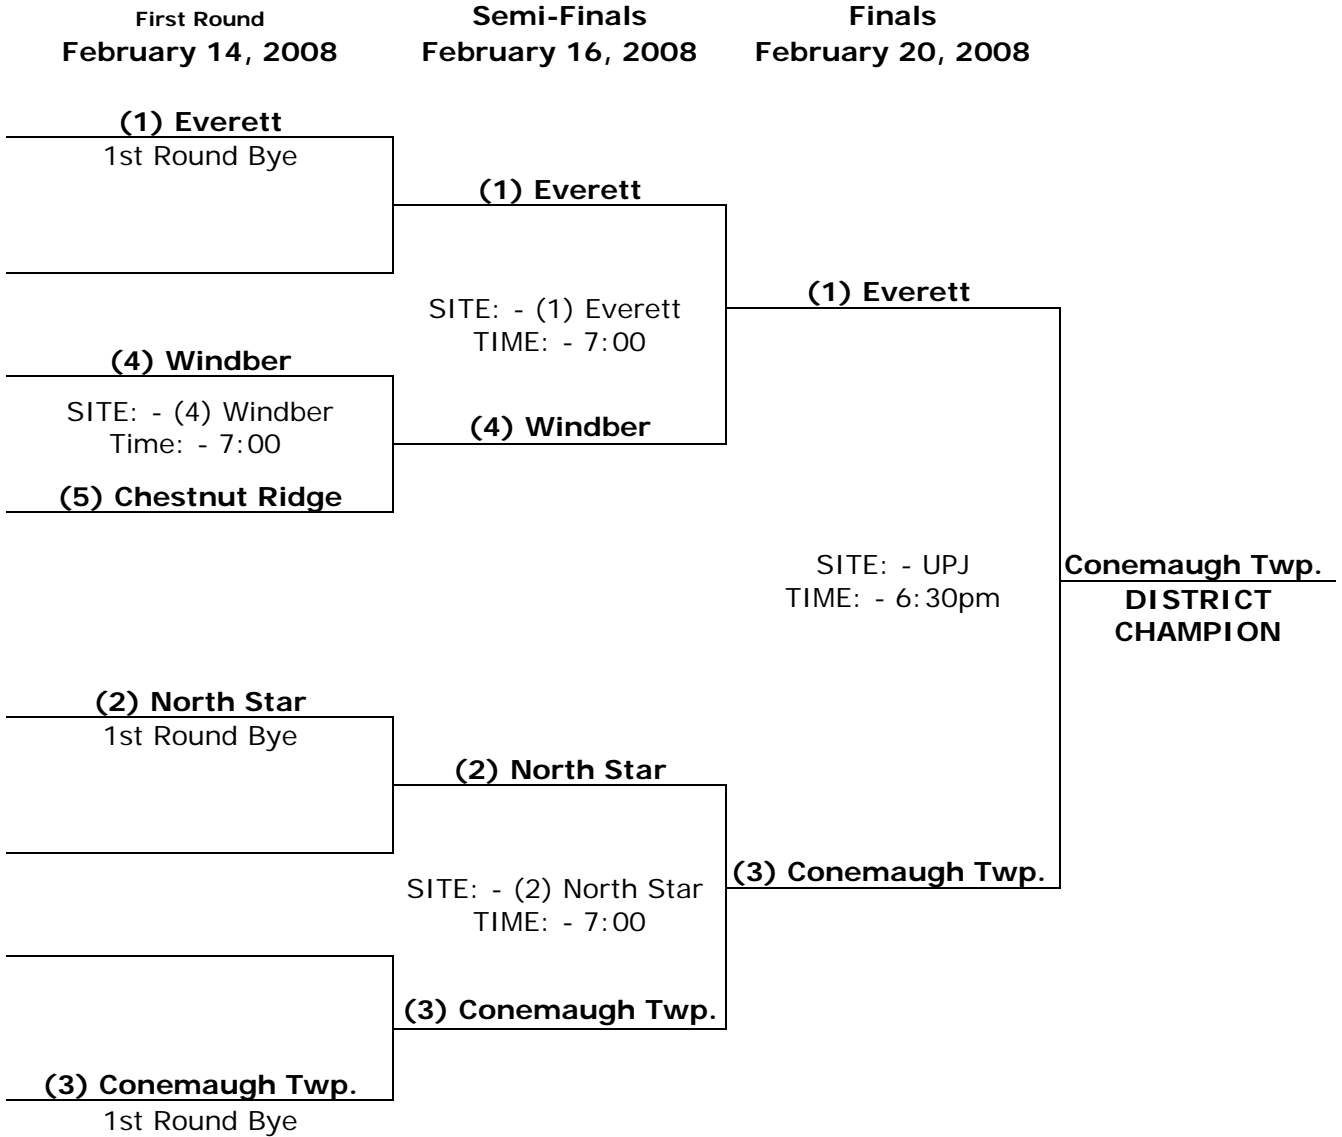 First Round
February 14, 2008
Semi-Finals
February 16, 2008
Finals
February 20, 2008
(1) Everett
1st Round Bye
(1) Everett
SITE: - (1) Everett
TIME: - 7:00
(1) Everett
(4) Windber
SITE: - (4) Windber
Time: - 7:00
(4) Windber
(5) Chestnut Ridge
SITE: - UPJ
TIME: - 6:30pm
Conemaugh Twp.
DISTRICT
CHAMPION
(2) North Star
1st Round Bye
(2) North Star
SITE: - (2) North Star
TIME: - 7:00
(3) Conemaugh Twp.
(3) Conemaugh Twp.
(3) Conemaugh Twp.
1st Round Bye